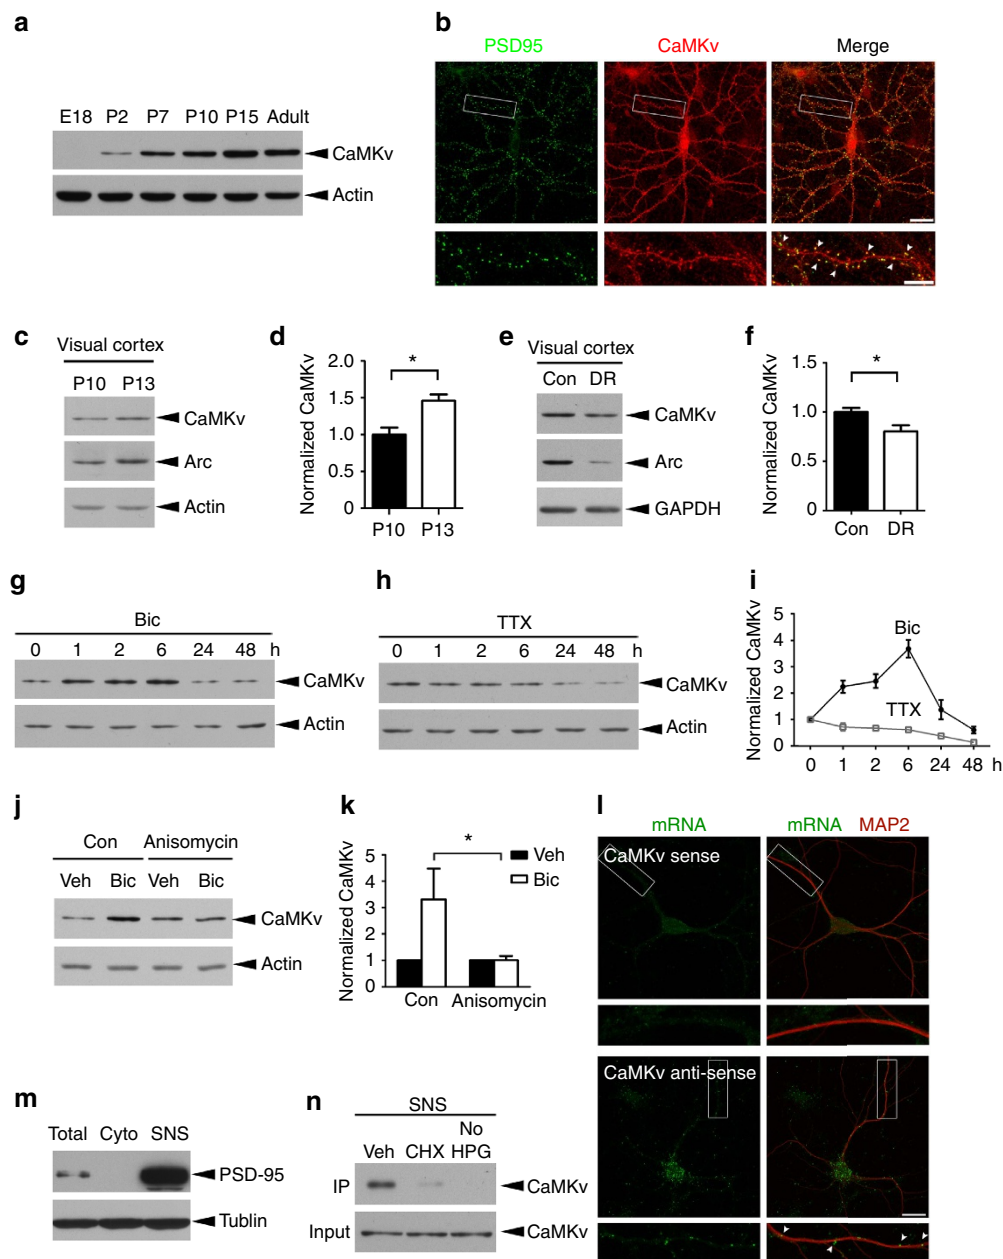 a
E18 P2 P7 P10 P15 Adult
CaMKv
Actin
b
PSD95 CaMKv Merge
c
Visual cortex
P10 P13
CaMKv
Arc
Actin
d
Normalized CaMKv
2.0
1.5
1.0
0.5
0
*
P10 P13
e
Visual cortex
Con DR
CaMKv
Arc
GAPDH
f
Normalized CaMKv
1.5
1.0
0.5
0
*
Con DR
g
Bic
0 1 2 6 24 48 h
CaMKv
Actin
h
TTX
0 1 2 6 24 48 h
CaMKv
Actin
i
Normalized CaMKv
5
4
3
2
1
0
Bic
TTX
0 1 2 6 24 48 h
j
Con Anisomycin
Veh Bic Veh Bic
CaMKv
Actin
k
Normalized CaMKv
5
4
3
2
1
0
*
Veh
Bic
Con Anisomycin
l
mRNA mRNA MAP2
CaMKv sense
CaMKv anti-sense
m
Total Cyto SNS
PSD-95
Tublin
n
SNS
Veh CHX No HPG
IP CaMKv
Input CaMKv